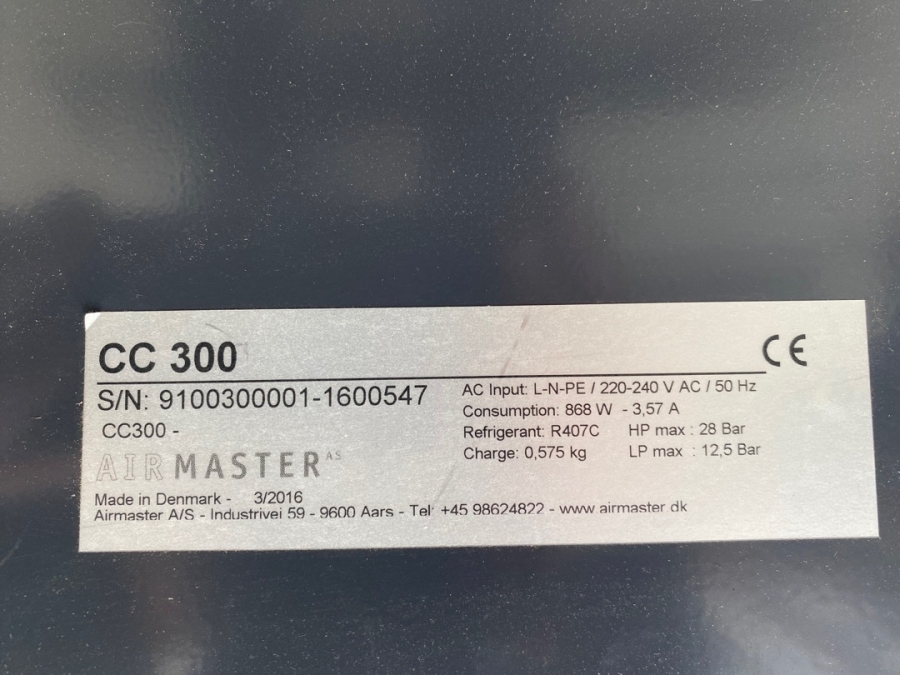 CC 300
CE
S/N: 9100300001-1600547
CC300 -
AIRMASTER AS
AC Input: L-N-PE / 220-240 V AC / 50 Hz
Consumption: 868 W - 3,57 A
Refrigerant: R407C HP max : 28 Bar
Charge: 0,575 kg LP max : 12,5 Bar
Made in Denmark - 3/2016
Airmaster A/S - Industrivej 59 - 9600 Aars - Tel: +45 98624822 - www.airmaster.dk